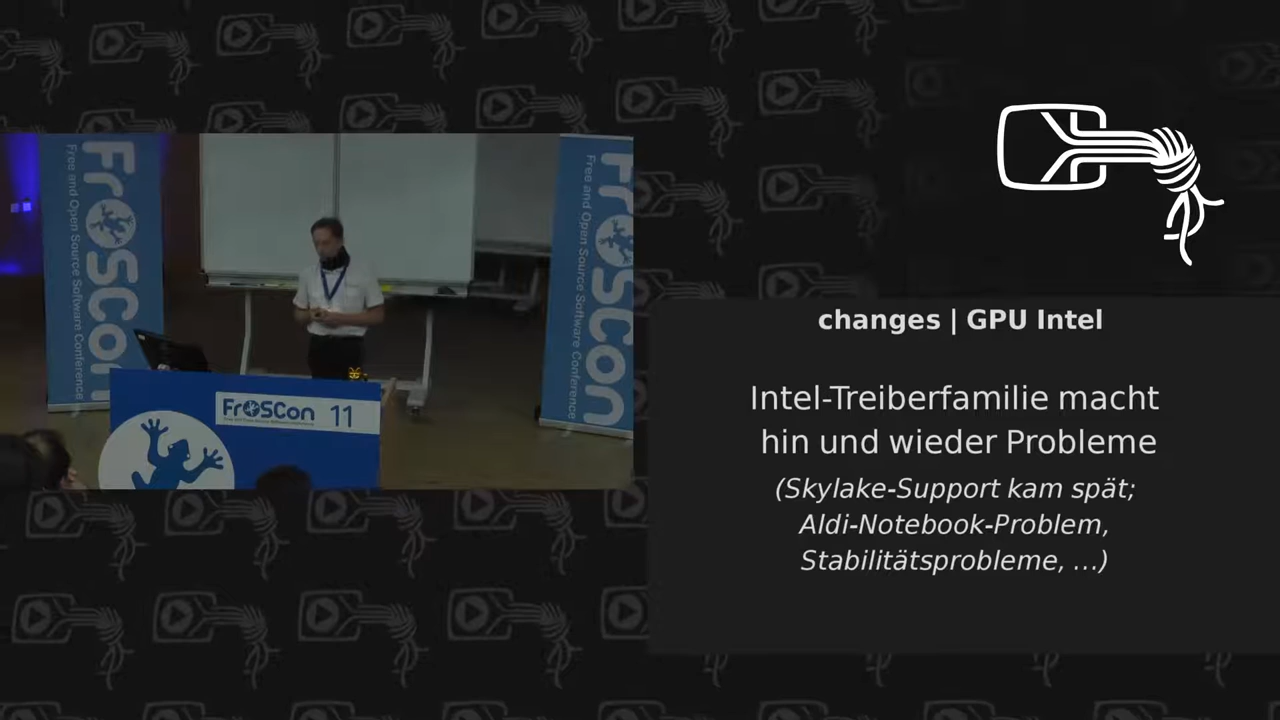 FrOSCon
Free and Open Source Software Conference
FrOSCon
Free and Open Source Software Conference
FrOSCon 11
changes | GPU Intel
Intel-Treiberfamilie macht
hin und wieder Probleme
(Skylake-Support kam spät;
Aldi-Notebook-Problem,
Stabilitätsprobleme, …)